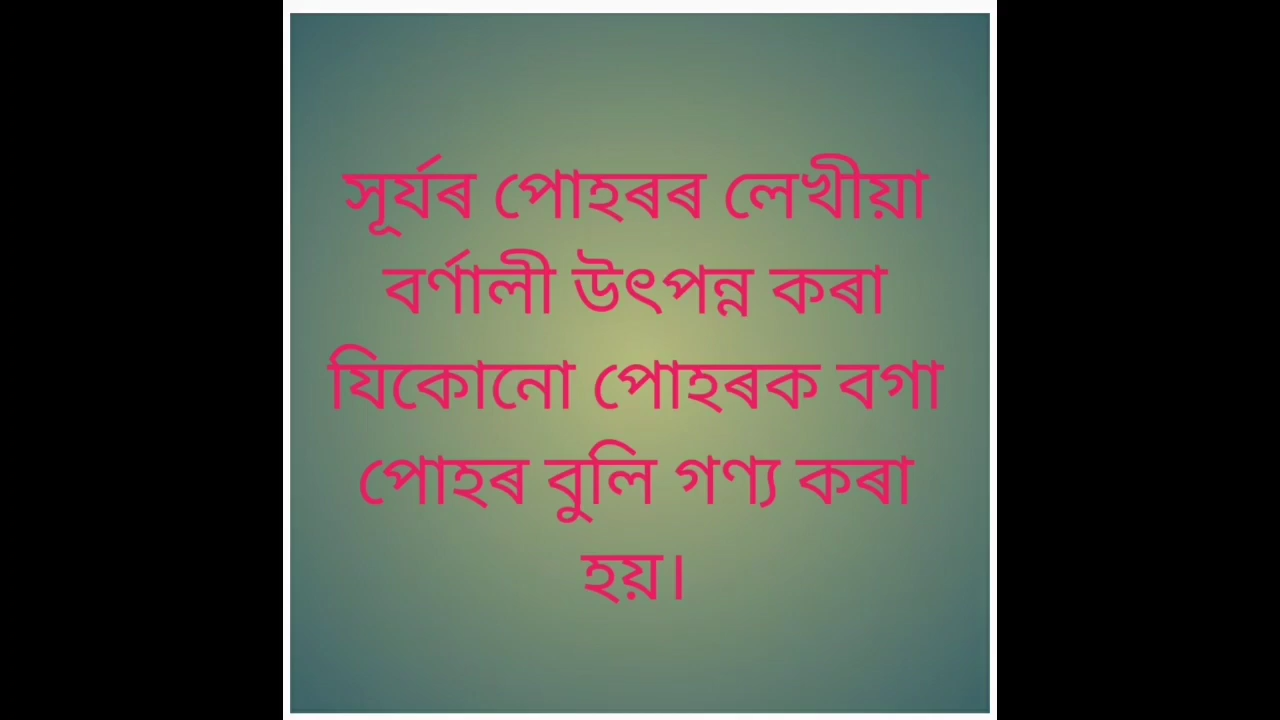 সূৰ্যৰ পোহৰৰ লেখীয়া
বৰ্ণালী উৎপন্ন কৰা
যিকোনো পোহৰক বগা
পোহৰ বুলি গণ্য কৰা
হয়।